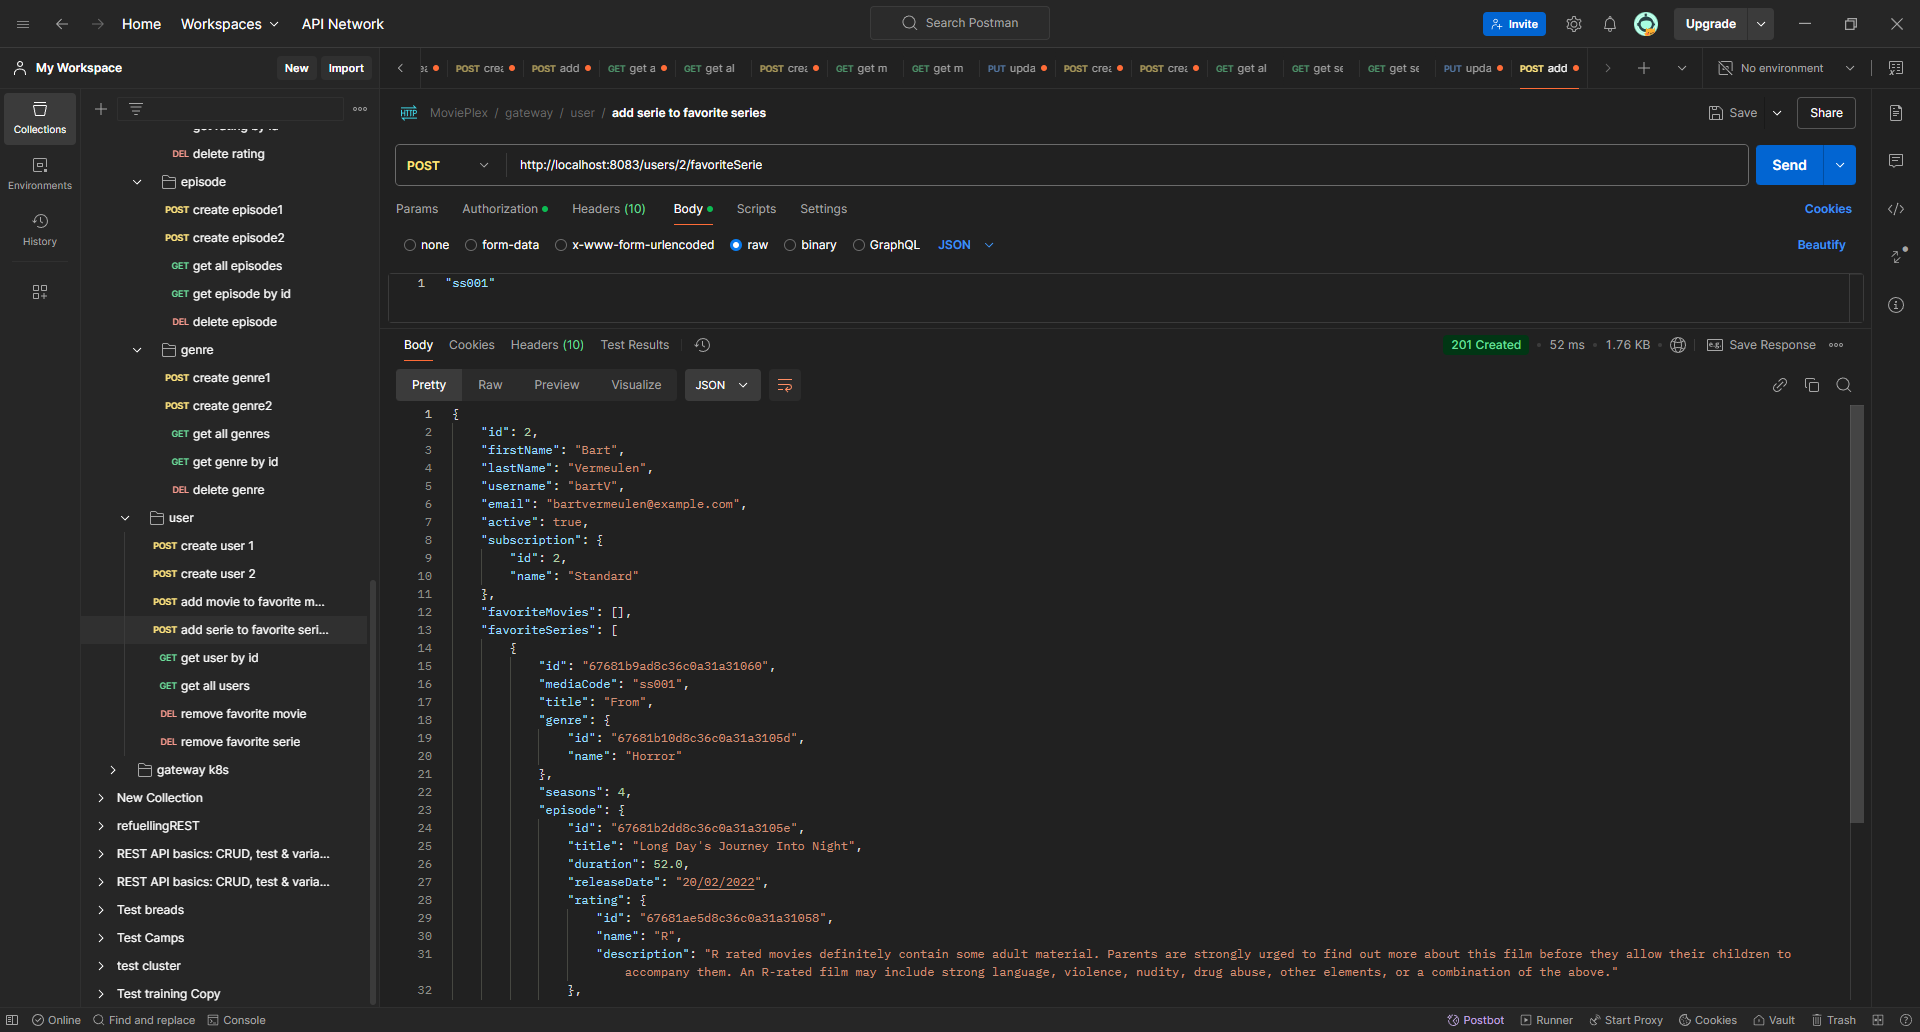 Home Workspaces API Network Search Postman Invite Upgrade
My Workspace New Import POST crea POST add GET get a GET get al POST crea GET get m GET get m PUT upda POST crea POST crea GET get al GET get se GET get se PUT upda POST add No environment
Collections
Environments
History
get rating by id
DEL delete rating
episode
POST create episode1
POST create episode2
GET get all episodes
GET get episode by id
DEL delete episode
genre
POST create genre1
POST create genre2
GET get all genres
GET get genre by id
DEL delete genre
user
POST create user 1
POST create user 2
POST add movie to favorite m...
POST add serie to favorite seri...
GET get user by id
GET get all users
DEL remove favorite movie
DEL remove favorite serie
gateway k8s
New Collection
refuellingREST
REST API basics: CRUD, test & varia...
REST API basics: CRUD, test & varia...
Test breads
Test Camps
test cluster
Test training Copy
HTTP MoviePlex / gateway / user / add serie to favorite series Save Share
POST http://localhost:8083/users/2/favoriteSerie Send
Params Authorization Headers (10) Body Scripts Settings Cookies
none form-data x-www-form-urlencoded raw binary GraphQL JSON Beautify
1 "ss001"
Body Cookies Headers (10) Test Results 201 Created 52 ms 1.76 KB e.g. Save Response
Pretty Raw Preview Visualize JSON
1 {
2 "id": 2,
3 "firstName": "Bart",
4 "lastName": "Vermeulen",
5 "username": "bartV",
6 "email": "bartvermeulen@example.com",
7 "active": true,
8 "subscription": {
9 "id": 2,
10 "name": "Standard"
11 },
12 "favoriteMovies": [],
13 "favoriteSeries": [
14 {
15 "id": "67681b9ad8c36c0a31a31060",
16 "mediaCode": "ss001",
17 "title": "From",
18 "genre": {
19 "id": "67681b10d8c36c0a31a3105d",
20 "name": "Horror"
21 },
22 "seasons": 4,
23 "episode": {
24 "id": "67681b2dd8c36c0a31a3105e",
25 "title": "Long Day's Journey Into Night",
26 "duration": 52.0,
27 "releaseDate": "20/02/2022",
28 "rating": {
29 "id": "67681ae5d8c36c0a31a31058",
30 "name": "R",
31 "description": "R rated movies definitely contain some adult material. Parents are strongly urged to find out more about this film before they allow their children to
accompany them. An R-rated film may include strong language, violence, nudity, drug abuse, other elements, or a combination of the above."
32 },
Online Find and replace Console Postbot Runner Start Proxy Cookies Vault Trash